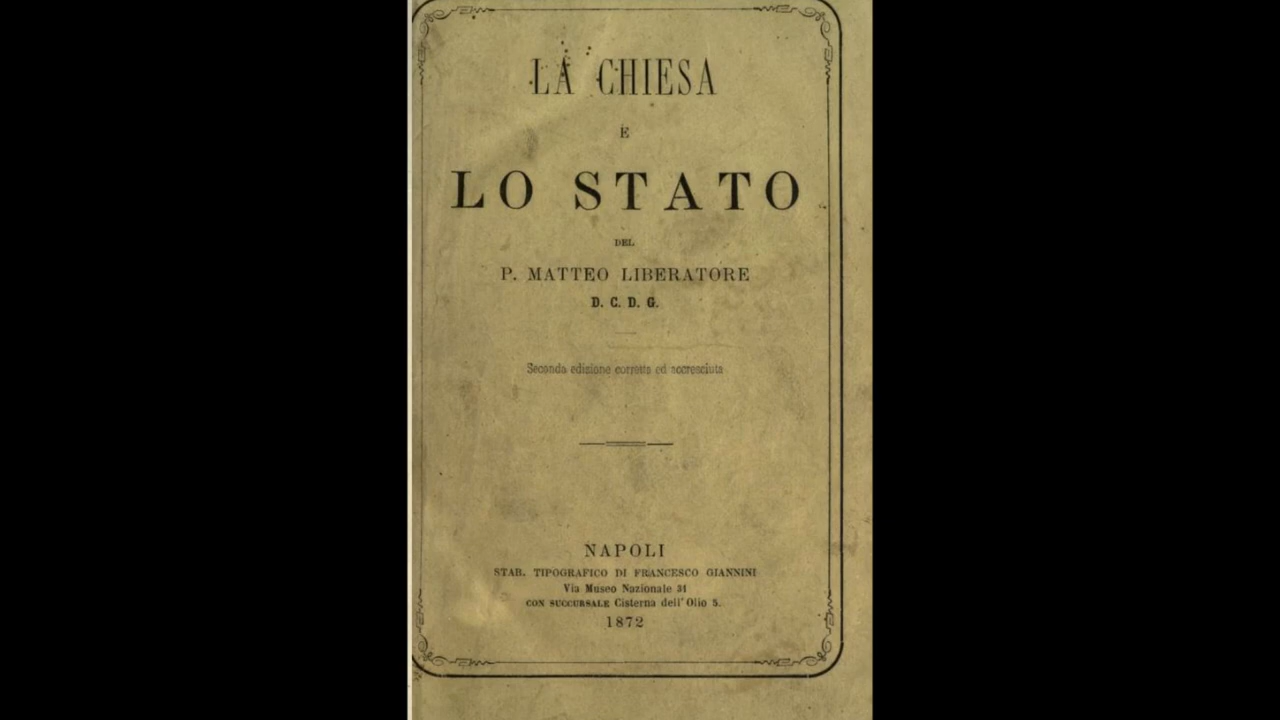 LA CHIESA
E
LO STATO
DEL
P. MATTEO LIBERATORE
D. C. D. G.
Seconda edizione corretta ed accresciuta
NAPOLI
STAB. TIPOGRAFICO DI FRANCESCO GIANNINI
Via Museo Nazionale 31
CON SUCCURSALE Cisterna dell' Olio 5.
1872